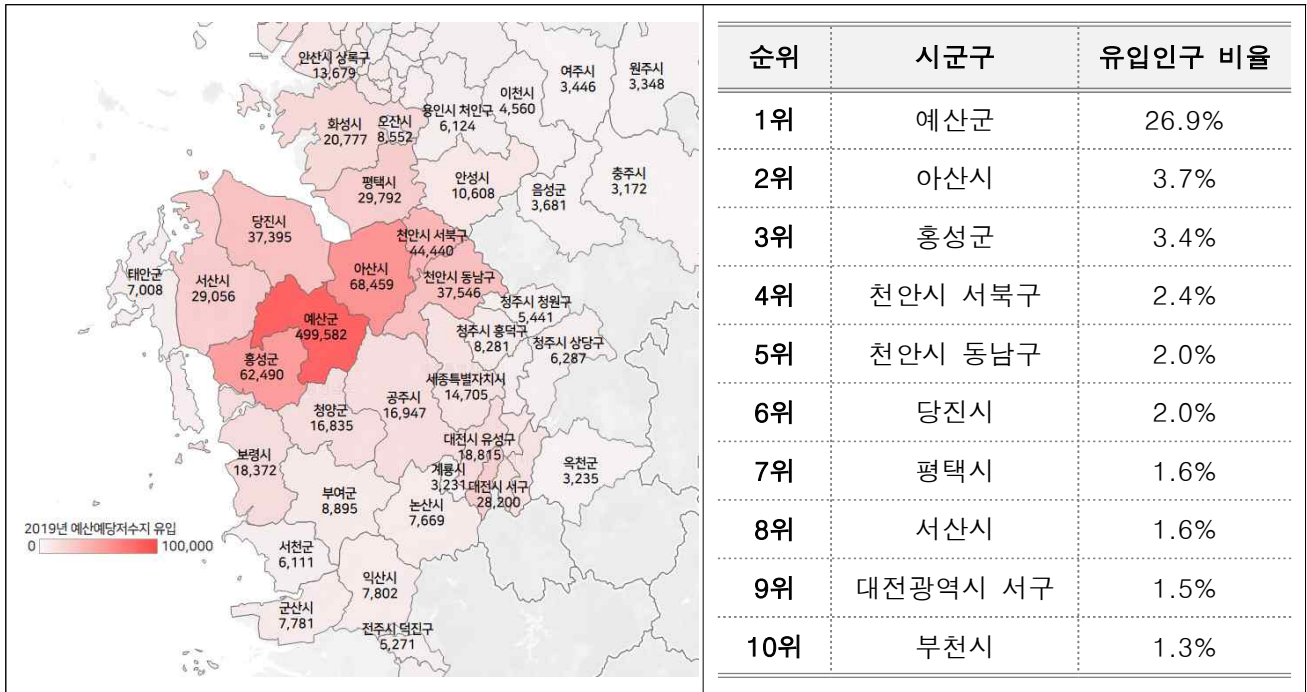 안산시 상록구
13,679
여주시
3,446
원주시
3,348
이천시
4,560
용인시 처인구
6,124
화성시
20,777
오산시
8,552
평택시
29,792
안성시
10,608
음성군
3,681
충주시
3,172
당진시
37,395
천안시 서북구
44,440
태안군
7,008
서산시
29,056
아산시
68,459
천안시 동남구
37,546
청주시 청원구
5,441
예산군
499,582
청주시 흥덕구
8,281
청주시 상당구
6,287
홍성군
62,490
세종특별자치시
14,705
청양군
16,835
공주시
16,947
보령시
18,372
대전시 유성구
18,815
계룡시
3,231
대전시 서구
28,200
옥천군
3,235
부여군
8,895
논산시
7,669
2019년 예산예당저수지 유입
0 100,000
서천군
6,111
익산시
7,802
군산시
7,781
전주시 덕진구
5,271
순위 시군구 유입인구 비율
1위 예산군 26.9%
2위 아산시 3.7%
3위 홍성군 3.4%
4위 천안시 서북구 2.4%
5위 천안시 동남구 2.0%
6위 당진시 2.0%
7위 평택시 1.6%
8위 서산시 1.6%
9위 대전광역시 서구 1.5%
10위 부천시 1.3%